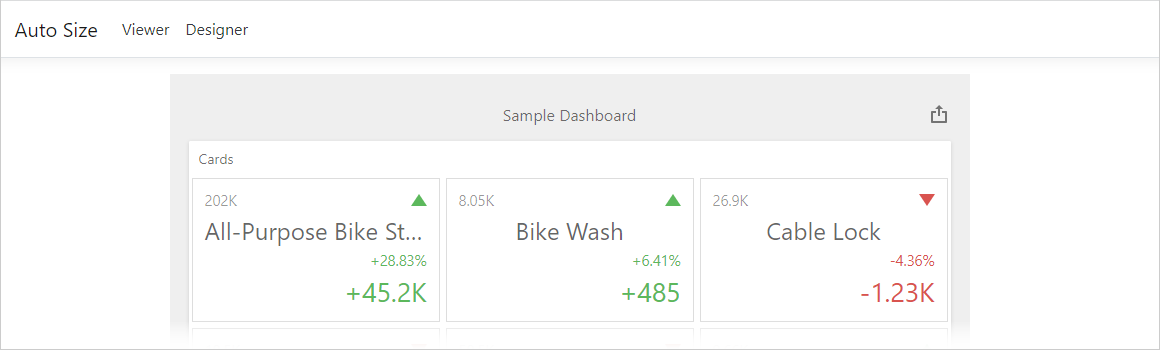 Auto Size Viewer Designer
Sample Dashboard
Cards
202K 8.05K 26.9K
All-Purpose Bike St... Bike Wash Cable Lock
+28.83% +6.41% -4.36%
+45.2K +485 -1.23K